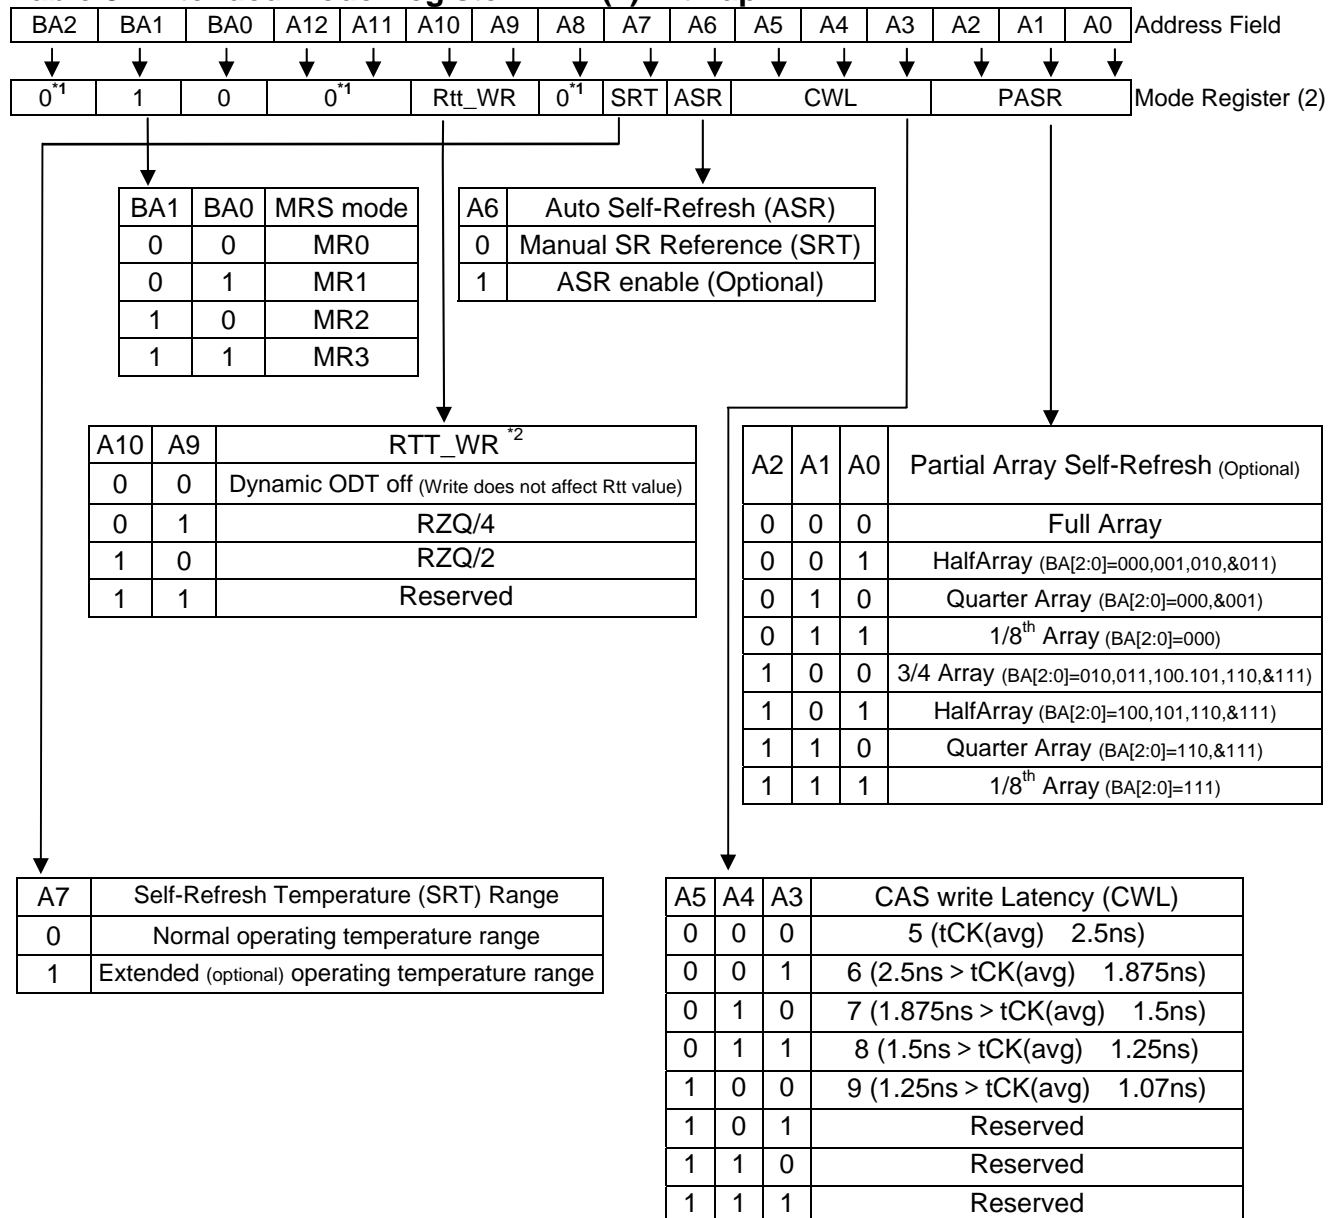 BA2 BA1 BA0 A12 A11 A10 A9 A8 A7 A6 A5 A4 A3 A2 A1 A0 Address Field
0*1 1 0 0*1 Rtt_WR 0*1 SRT ASR CWL PASR Mode Register (2)
BA1 BA0 MRS mode
0 0 MR0
0 1 MR1
1 0 MR2
1 1 MR3
A6 Auto Self-Refresh (ASR)
0 Manual SR Reference (SRT)
1 ASR enable (Optional)
A10 A9 RTT_WR *2
0 0 Dynamic ODT off (Write does not affect Rtt value)
0 1 RZQ/4
1 0 RZQ/2
1 1 Reserved
A2 A1 A0 Partial Array Self-Refresh (Optional)
0 0 0 Full Array
0 0 1 HalfArray (BA[2:0]=000,001,010,&011)
0 1 0 Quarter Array (BA[2:0]=000,&001)
0 1 1 1/8th Array (BA[2:0]=000)
1 0 0 3/4 Array (BA[2:0]=010,011,100.101,110,&111)
1 0 1 HalfArray (BA[2:0]=100,101,110,&111)
1 1 0 Quarter Array (BA[2:0]=110,&111)
1 1 1 1/8th Array (BA[2:0]=111)
A7 Self-Refresh Temperature (SRT) Range
0 Normal operating temperature range
1 Extended (optional) operating temperature range
A5 A4 A3 CAS write Latency (CWL)
0 0 0 5 (tCK(avg) 2.5ns)
0 0 1 6 (2.5ns > tCK(avg) 1.875ns)
0 1 0 7 (1.875ns > tCK(avg) 1.5ns)
0 1 1 8 (1.5ns > tCK(avg) 1.25ns)
1 0 0 9 (1.25ns > tCK(avg) 1.07ns)
1 0 1 Reserved
1 1 0 Reserved
1 1 1 Reserved